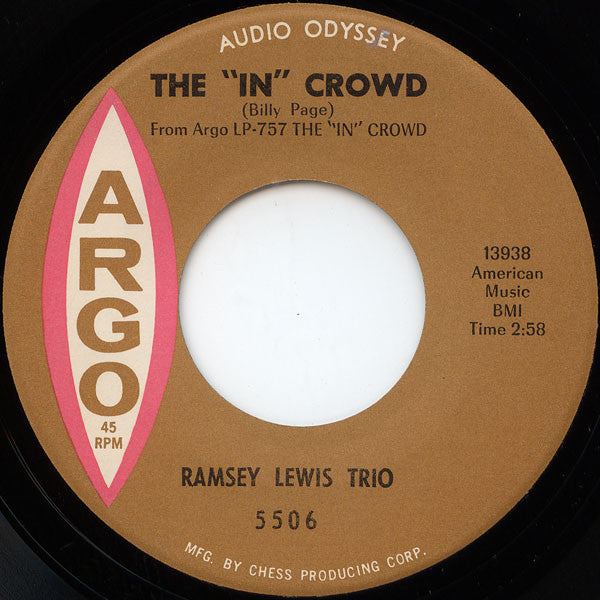 AUDIO ODYSSEY
THE "IN" CROWD
(Billy Page)
From Argo LP-757 THE "IN" CROWD
ARGO
45
RPM
13938
American
Music
BMI
Time 2:58
RAMSEY LEWIS TRIO
5506
MFG. BY CHESS PRODUCING CORP.